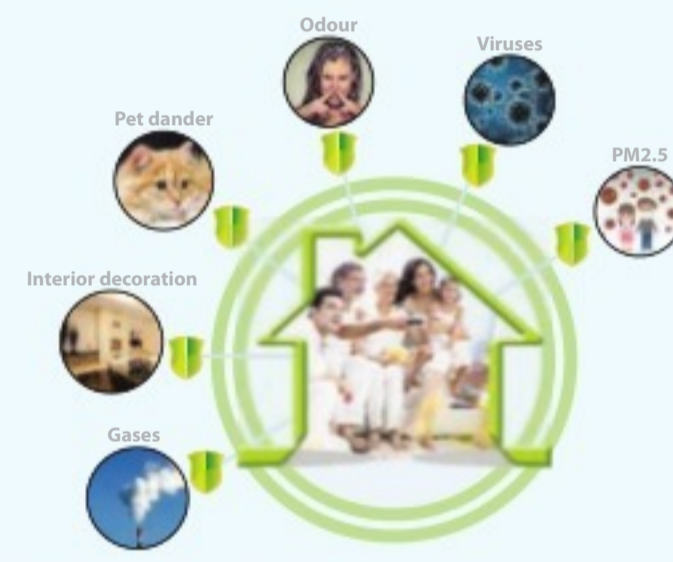 Odour
Viruses
Pet dander
PM2.5
Interior decoration
Gases